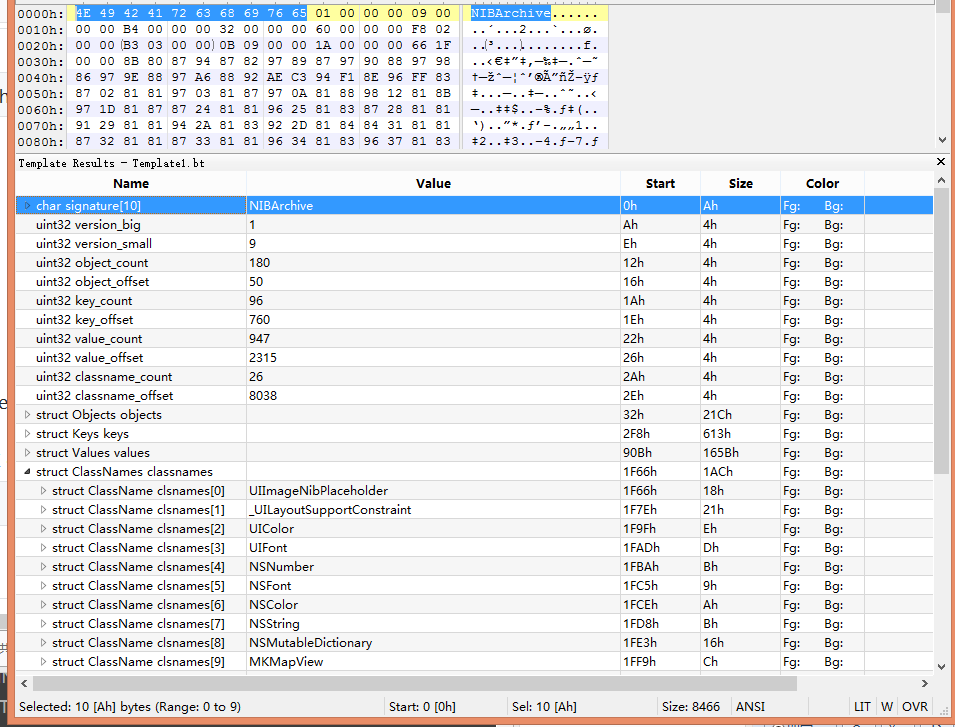 0000h: 4E 49 42 41 72 63 68 69 76 65 01 00 00 00 09 00 NIBArchive......
0010h: 00 00 B4 00 00 00 32 00 00 00 60 00 00 00 F8 02 ..´...2...`...ø.
0020h: 00 00 B3 03 00 00 0B 09 00 00 1A 00 00 00 66 1F ..³...........f.
0030h: 00 00 8B 80 87 94 87 82 97 89 87 97 90 88 97 98 ..‹€‡”‡‚—‰‡—.ˆ—˜
0040h: 86 97 9E 88 97 A6 88 92 AE C3 94 F1 8E 96 FF 83 †—žˆ—¦ˆ’®Ã”ñŽ–ÿƒ
0050h: 87 02 81 81 97 03 81 87 97 0A 81 88 98 12 81 8B ‡...—..‡—..ˆ˜..‹
0060h: 97 1D 81 87 87 24 81 81 96 25 81 83 87 28 81 81 —..‡‡$..–%.ƒ‡(..
0070h: 91 29 81 81 94 2A 81 83 92 2D 81 84 84 31 81 81 ‘)..”*.ƒ’-.„„1..
0080h: 87 32 81 81 87 33 81 81 96 34 81 83 96 37 81 83 ‡2..‡3..–4.ƒ–7.ƒ
Template Results - Template1.bt
Name Value Start Size Color
char signature[10] NIBArchive 0h Ah Fg: Bg:
uint32 version_big 1 Ah 4h Fg: Bg:
uint32 version_small 9 Eh 4h Fg: Bg:
uint32 object_count 180 12h 4h Fg: Bg:
uint32 object_offset 50 16h 4h Fg: Bg:
uint32 key_count 96 1Ah 4h Fg: Bg:
uint32 key_offset 760 1Eh 4h Fg: Bg:
uint32 value_count 947 22h 4h Fg: Bg:
uint32 value_offset 2315 26h 4h Fg: Bg:
uint32 classname_count 26 2Ah 4h Fg: Bg:
uint32 classname_offset 8038 2Eh 4h Fg: Bg:
struct Objects objects 32h 21Ch Fg: Bg:
struct Keys keys 2F8h 613h Fg: Bg:
struct Values values 90Bh 165Bh Fg: Bg:
struct ClassNames classnames 1F66h 1ACh Fg: Bg:
struct ClassName clsnames[0] UIImageNibPlaceholder 1F66h 18h Fg: Bg:
struct ClassName clsnames[1] _UILayoutSupportConstraint 1F7Eh 21h Fg: Bg:
struct ClassName clsnames[2] UIColor 1F9Fh Eh Fg: Bg:
struct ClassName clsnames[3] UIFont 1FADh Dh Fg: Bg:
struct ClassName clsnames[4] NSNumber 1FBAh Bh Fg: Bg:
struct ClassName clsnames[5] NSFont 1FC5h 9h Fg: Bg:
struct ClassName clsnames[6] NSColor 1FCEh Ah Fg: Bg:
struct ClassName clsnames[7] NSString 1FD8h Bh Fg: Bg:
struct ClassName clsnames[8] NSMutableDictionary 1FE3h 16h Fg: Bg:
struct ClassName clsnames[9] MKMapView 1FF9h Ch Fg: Bg:
Selected: 10 [Ah] bytes (Range: 0 to 9) Start: 0 [0h] Sel: 10 [Ah] Size: 8466 ANSI LIT W OVR